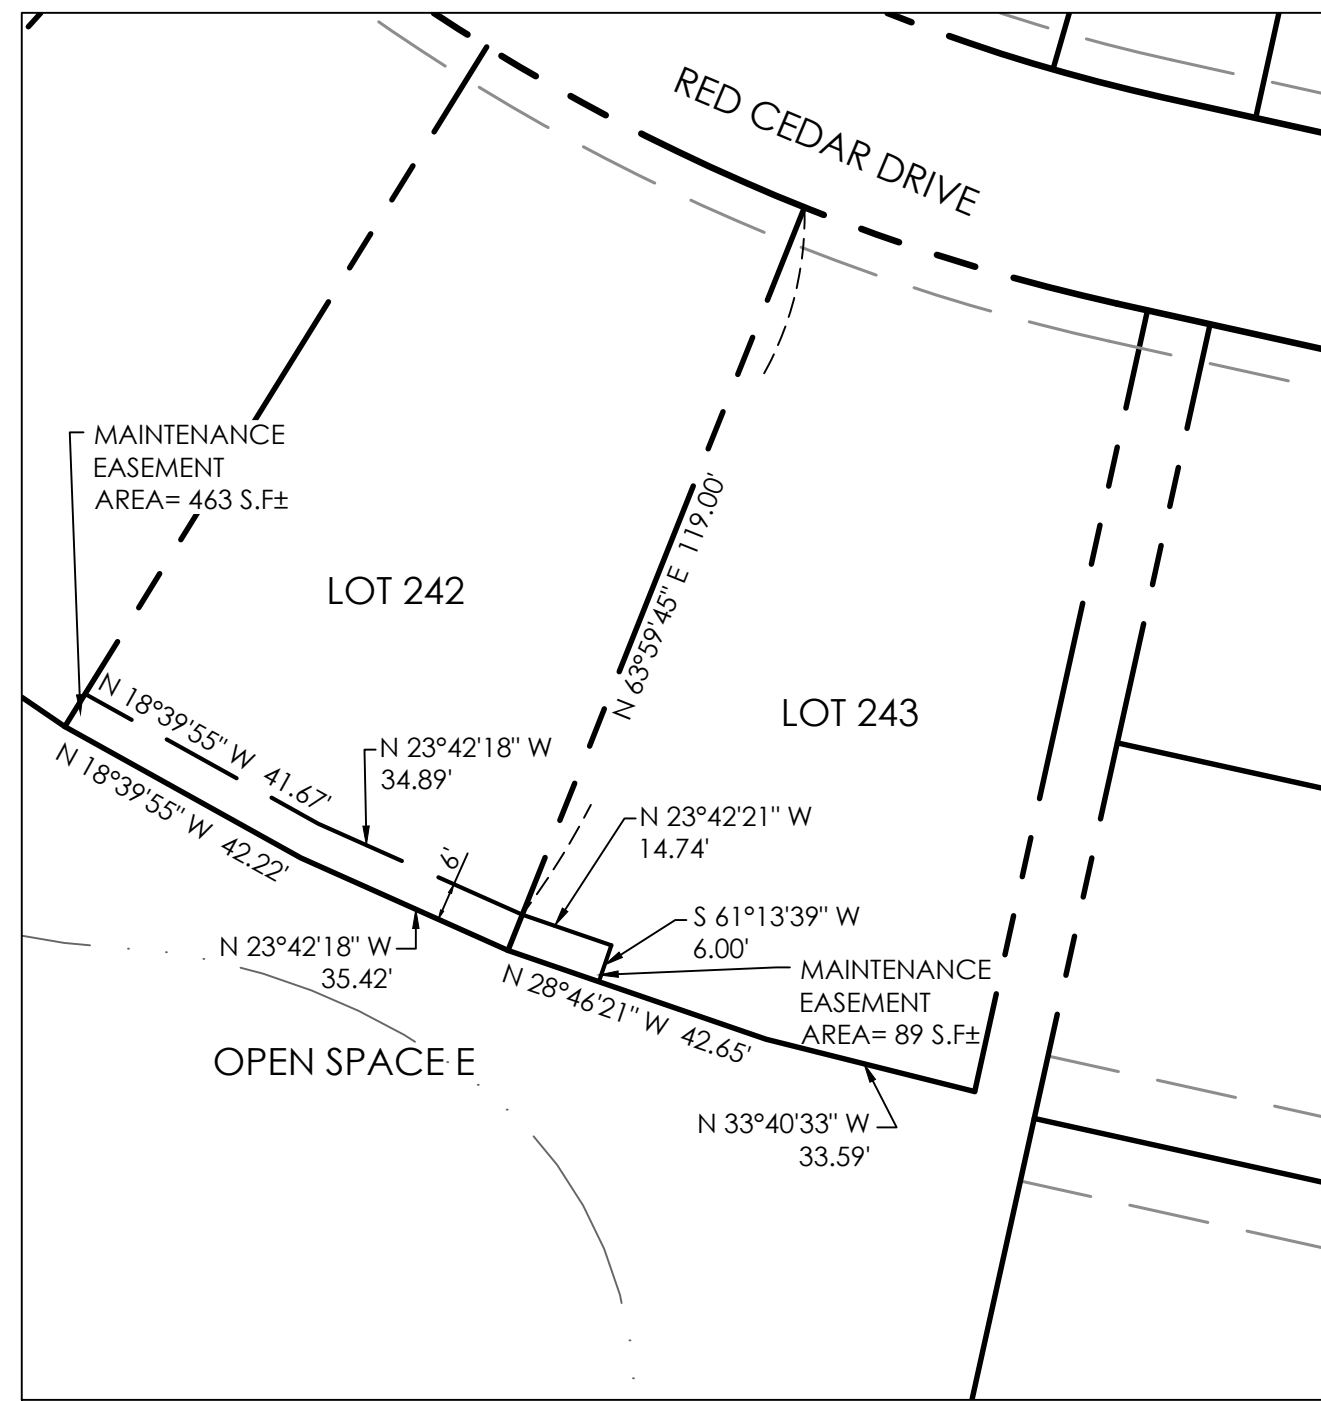 RED CEDAR DRIVE
MAINTENANCE
EASEMENT
AREA= 463 S.F±
LOT 242
N 63°59'45" E 119.00'
LOT 243
N 18°39'55" W 41.67'
N 18°39'55" W 42.22'
N 23°42'18" W
34.89'
6'
N 23°42'21" W
14.74'
S 61°13'39" W
6.00'
N 23°42'18" W
35.42'
N 28°46'21" W 42.65'
MAINTENANCE
EASEMENT
AREA= 89 S.F±
OPEN SPACE E
N 33°40'33" W
33.59'